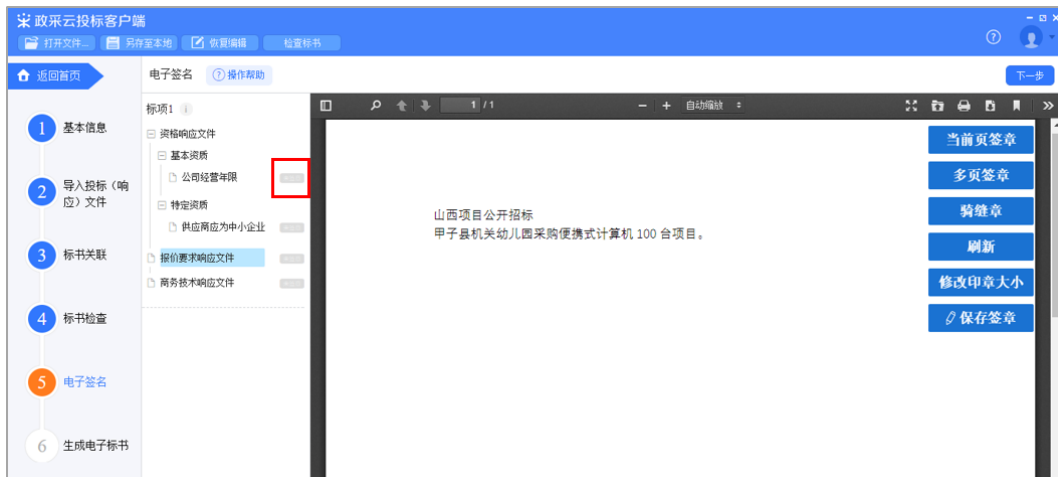 政采云投标客户端
打开文件... 另存至本地 恢复编辑 检查标书
返回首页 电子签名 操作帮助 下一步
1 基本信息
2 导入投标（响
应）文件
3 标书关联
4 标书检查
5 电子签名
6 生成电子标书
标项1
资格响应文件
基本资质
公司经营年限
特定资质
供应商应为中小企业
报价要求响应文件
商务技术响应文件
1 / 1 自动缩放
山西项目公开招标
甲子县机关幼儿园采购便携式计算机 100 台项目。
当前页签章
多页签章
骑缝章
刷新
修改印章大小
保存签章